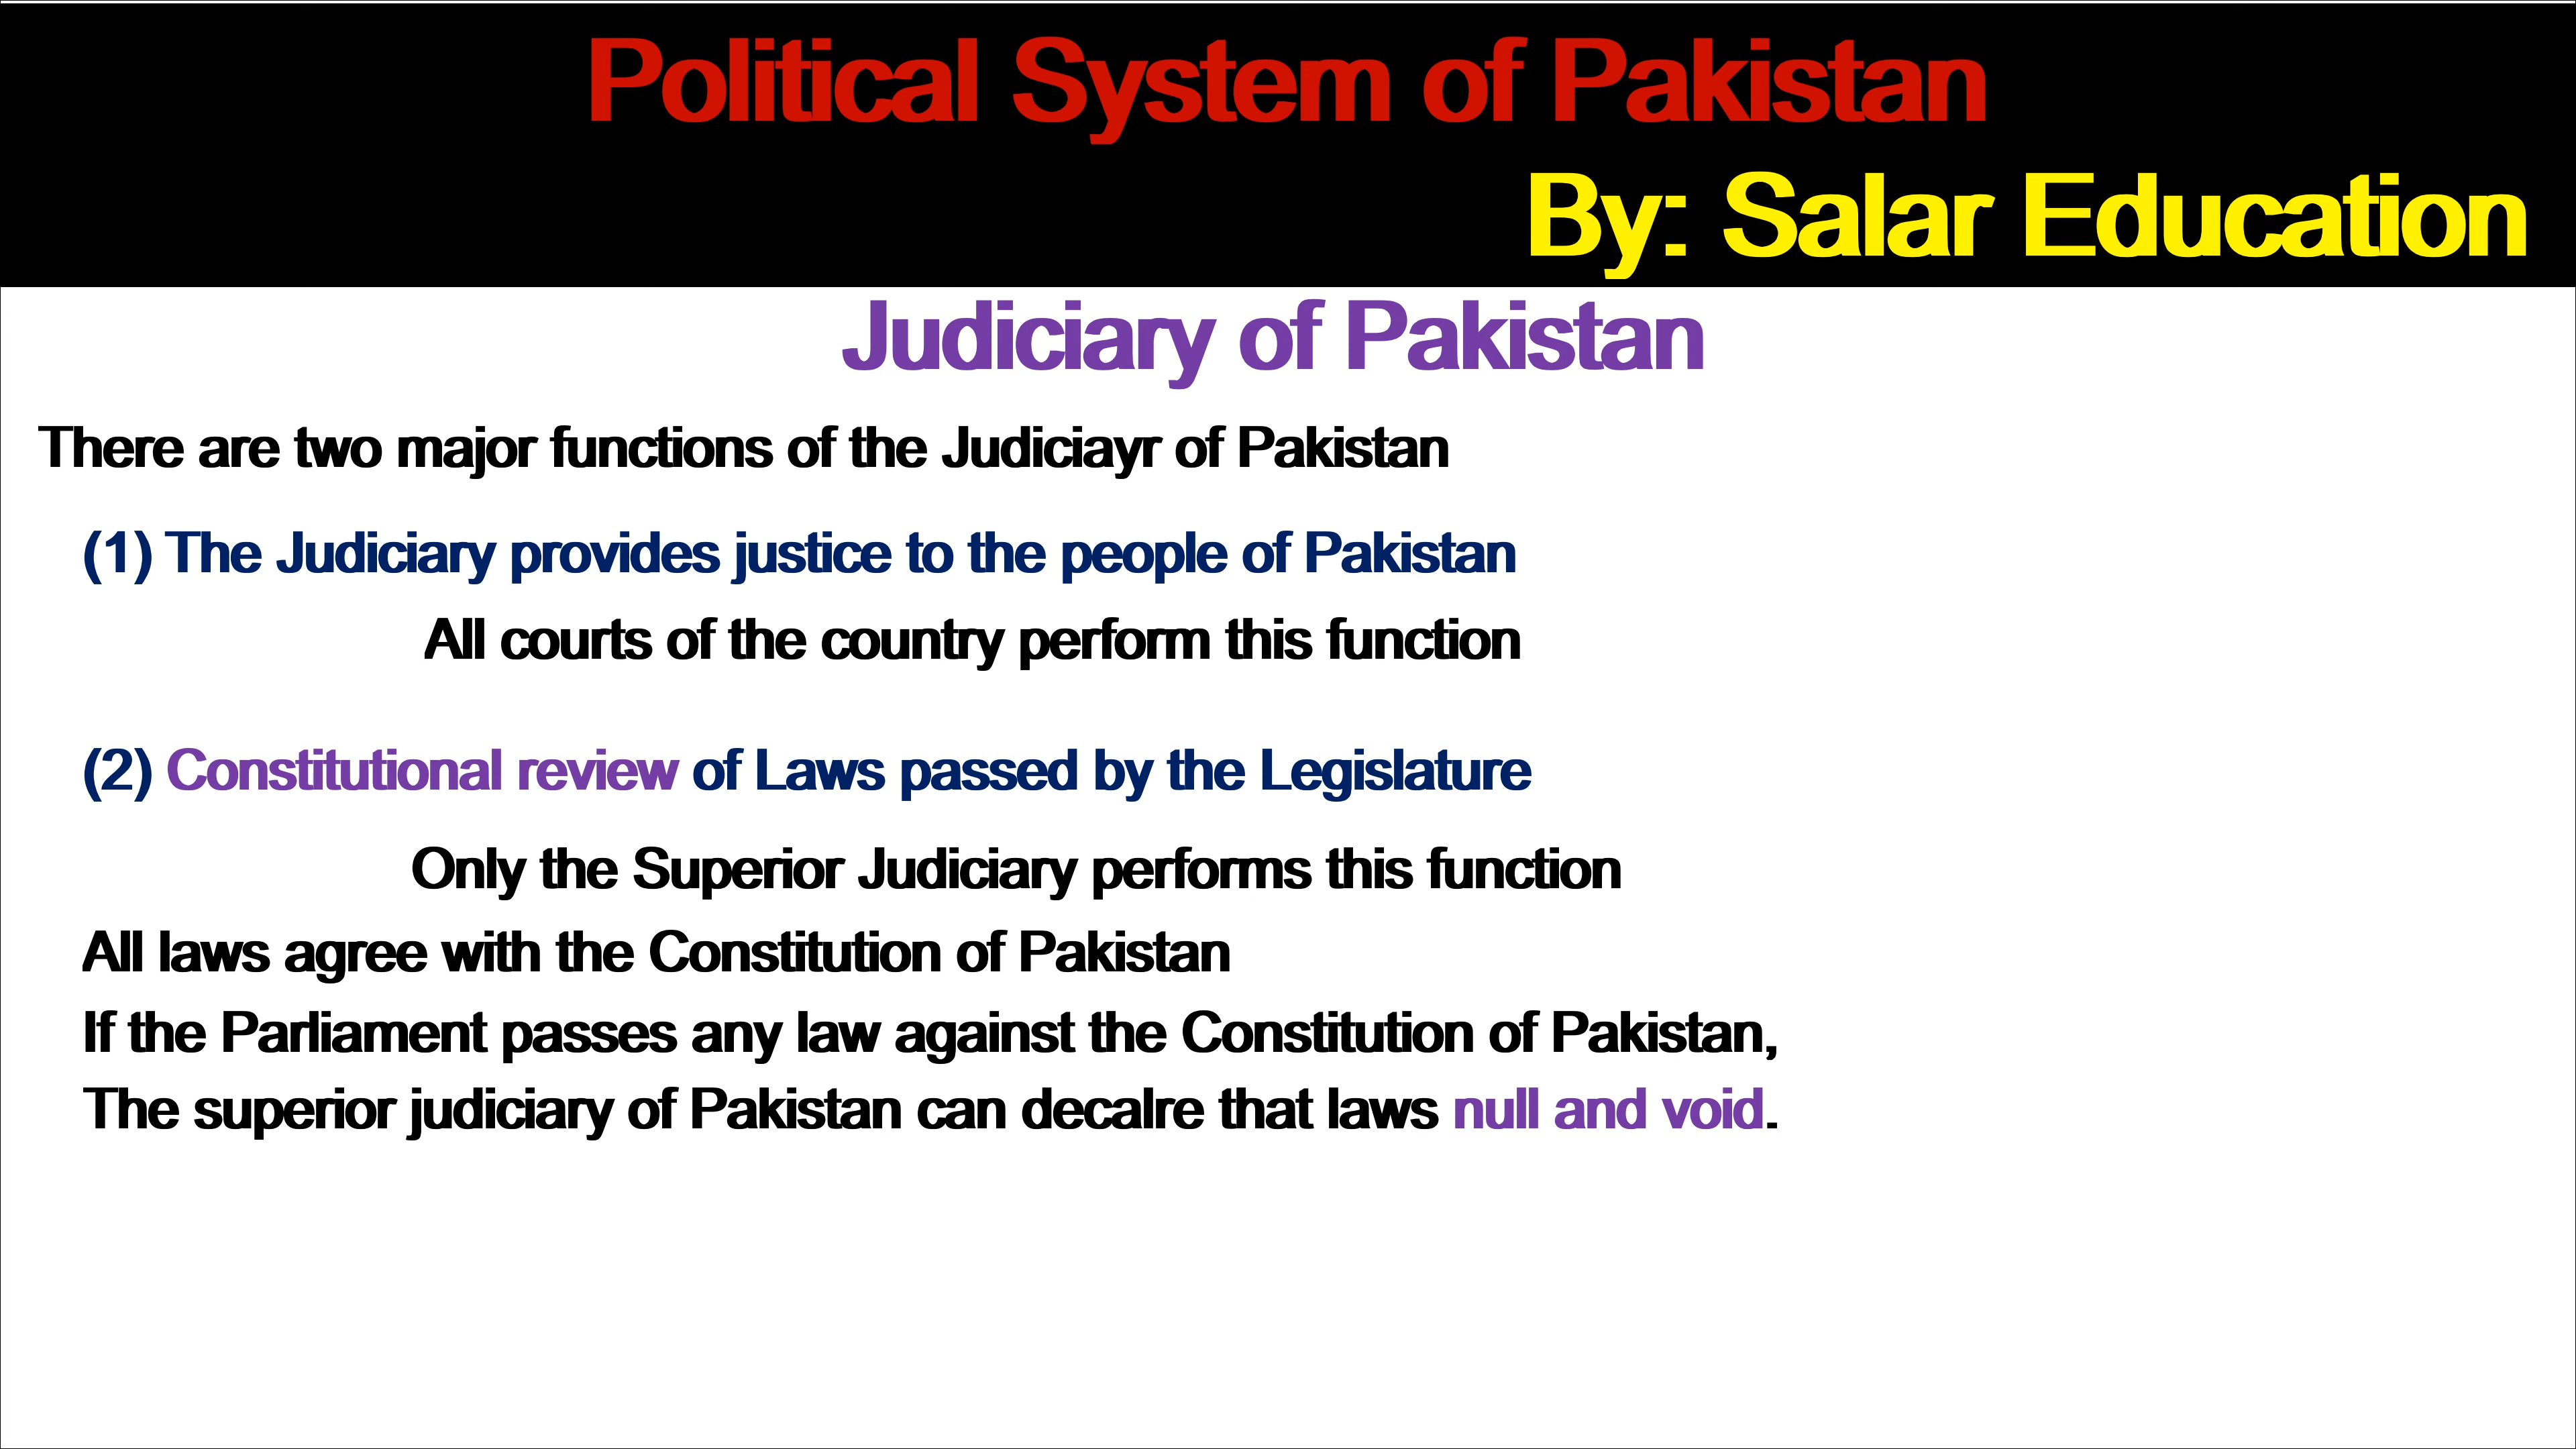 Political System of Pakistan
By: Salar Education
Judiciary of Pakistan
There are two major functions of the Judiciayr of Pakistan
(1) The Judiciary provides justice to the people of Pakistan
All courts of the country perform this function
(2) Constitutional review of Laws passed by the Legislature
Only the Superior Judiciary performs this function
All laws agree with the Constitution of Pakistan
If the Parliament passes any law against the Constitution of Pakistan,
The superior judiciary of Pakistan can decalre that laws null and void.